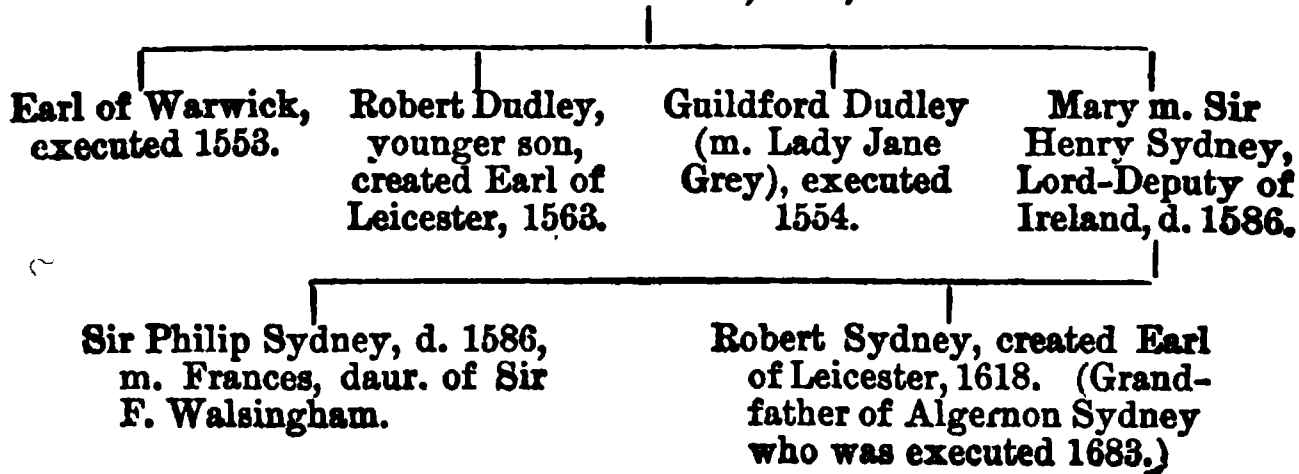 Earl of Warwick,
executed 1553.
Robert Dudley,
younger son,
created Earl of
Leicester, 1563.
Guildford Dudley
(m. Lady Jane
Grey), executed
1554.
Mary m. Sir
Henry Sydney,
Lord-Deputy of
Ireland, d. 1586.
Sir Philip Sydney, d. 1586,
m. Frances, daur. of Sir
F. Walsingham.
Robert Sydney, created Earl
of Leicester, 1618. (Grand-
father of Algernon Sydney
who was executed 1683.)